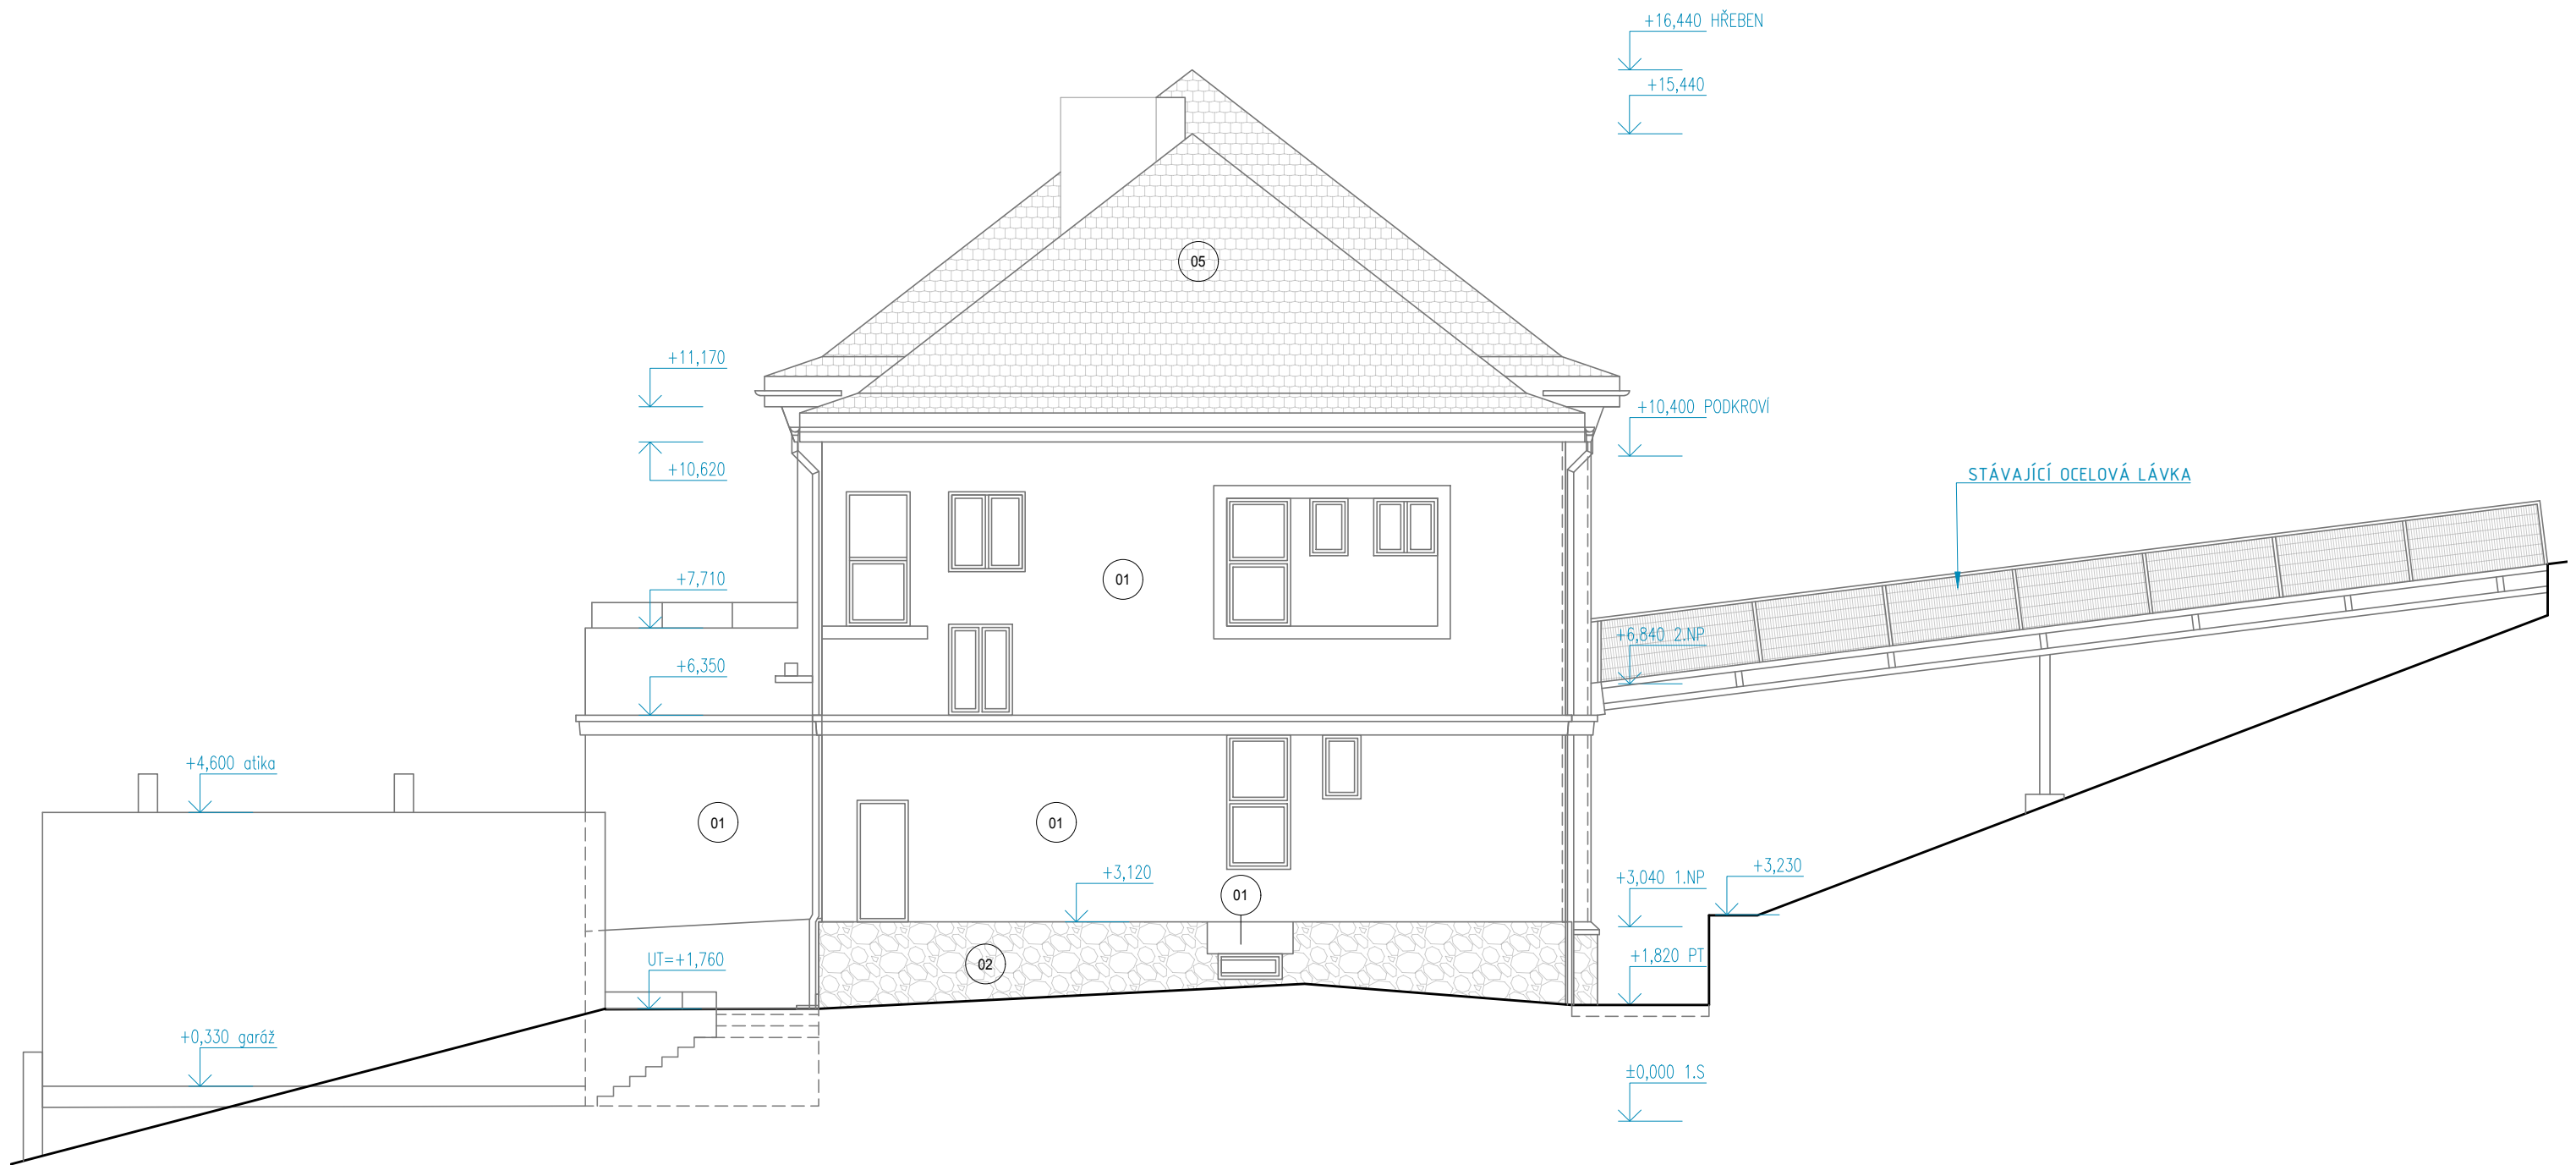 +16,440 HŘEBEN
+15,440
05
+11,170
+10,400 PODKROVÍ
+10,620
STÁVAJÍCÍ OCELOVÁ LÁVKA
+7,710
01
+6,840 2.NP
+6,350
+4,600 atika
01
01
+3,120
+3,230
+3,040 1.NP
01
UT=+1,760
02
+1,820 PT
+0,330 garáž
±0,000 1.S